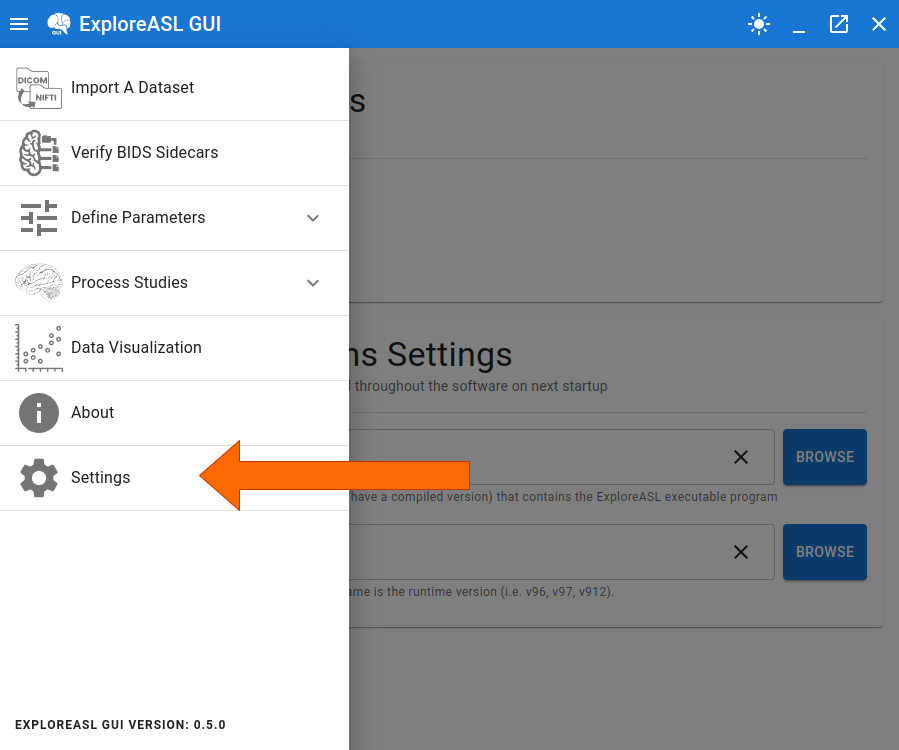 ExploreASL GUI
GUI
DICOM
NIFTI
Import A Dataset
Verify BIDS Sidecars
Define Parameters
Process Studies
Data Visualization
About
Settings
EXPLOREASL GUI VERSION: 0.5.0
s
ns Settings
throughout the software on next startup
BROWSE
have a compiled version) that contains the ExploreASL executable program
BROWSE
ame is the runtime version (i.e. v96, v97, v912).